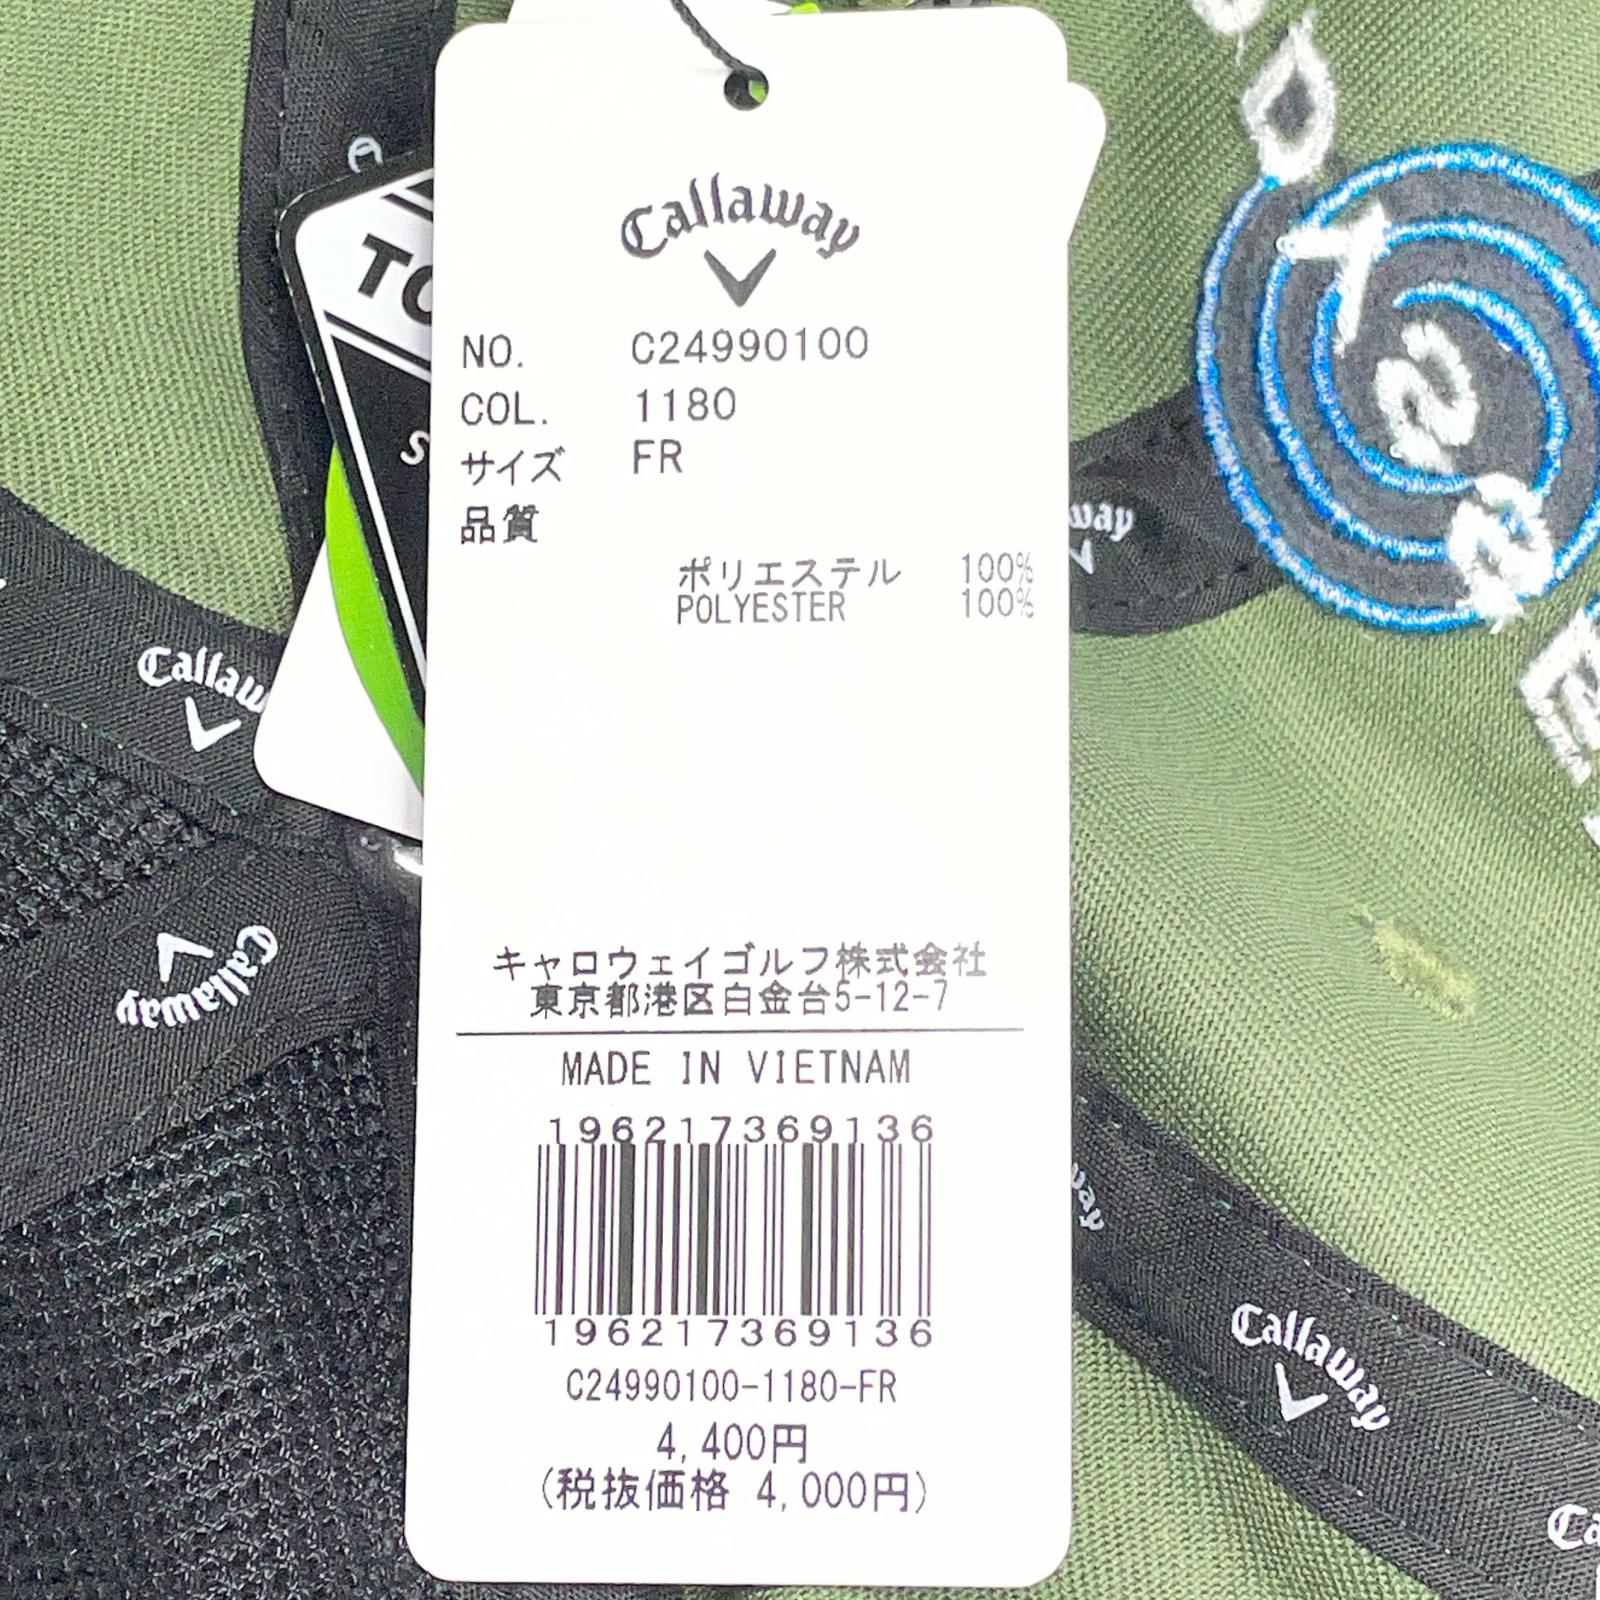 Callaway
NO. C24990100
COL. 1180
サイズ FR
品質
ポリエステル 100%
POLYESTER 100%
キャロウェイゴルフ株式会社
東京都港区白金台5-12-7
MADE IN VIETNAM
196217369136
196217369136
C24990100-1180-FR
4,400円
(税抜価格 4,000円)
Callaway
Callaway